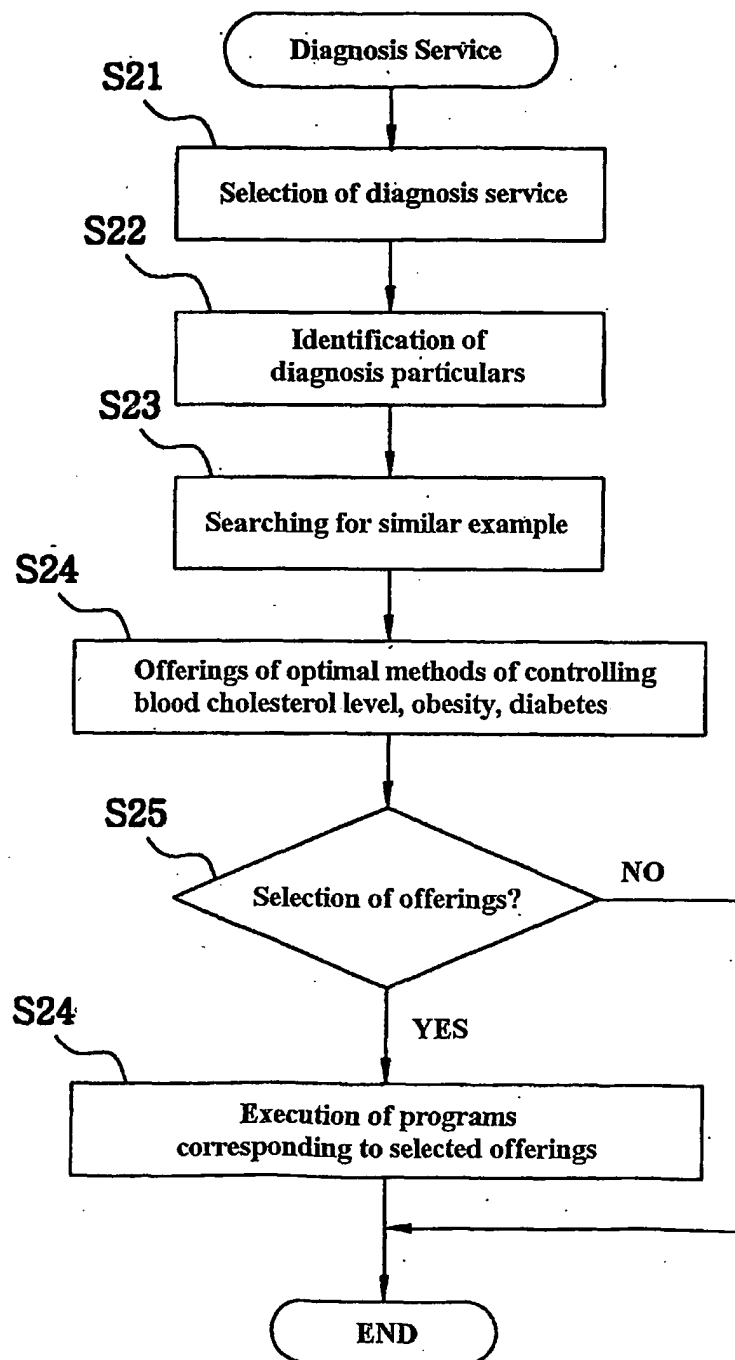 Diagnosis Service
S21
Selection of diagnosis service
S22
Identification of
diagnosis particulars
S23
Searching for similar example
S24
Offerings of optimal methods of controlling
blood cholesterol level, obesity, diabetes
S25
Selection of offerings?
NO
YES
S24
Execution of programs
corresponding to selected offerings
END